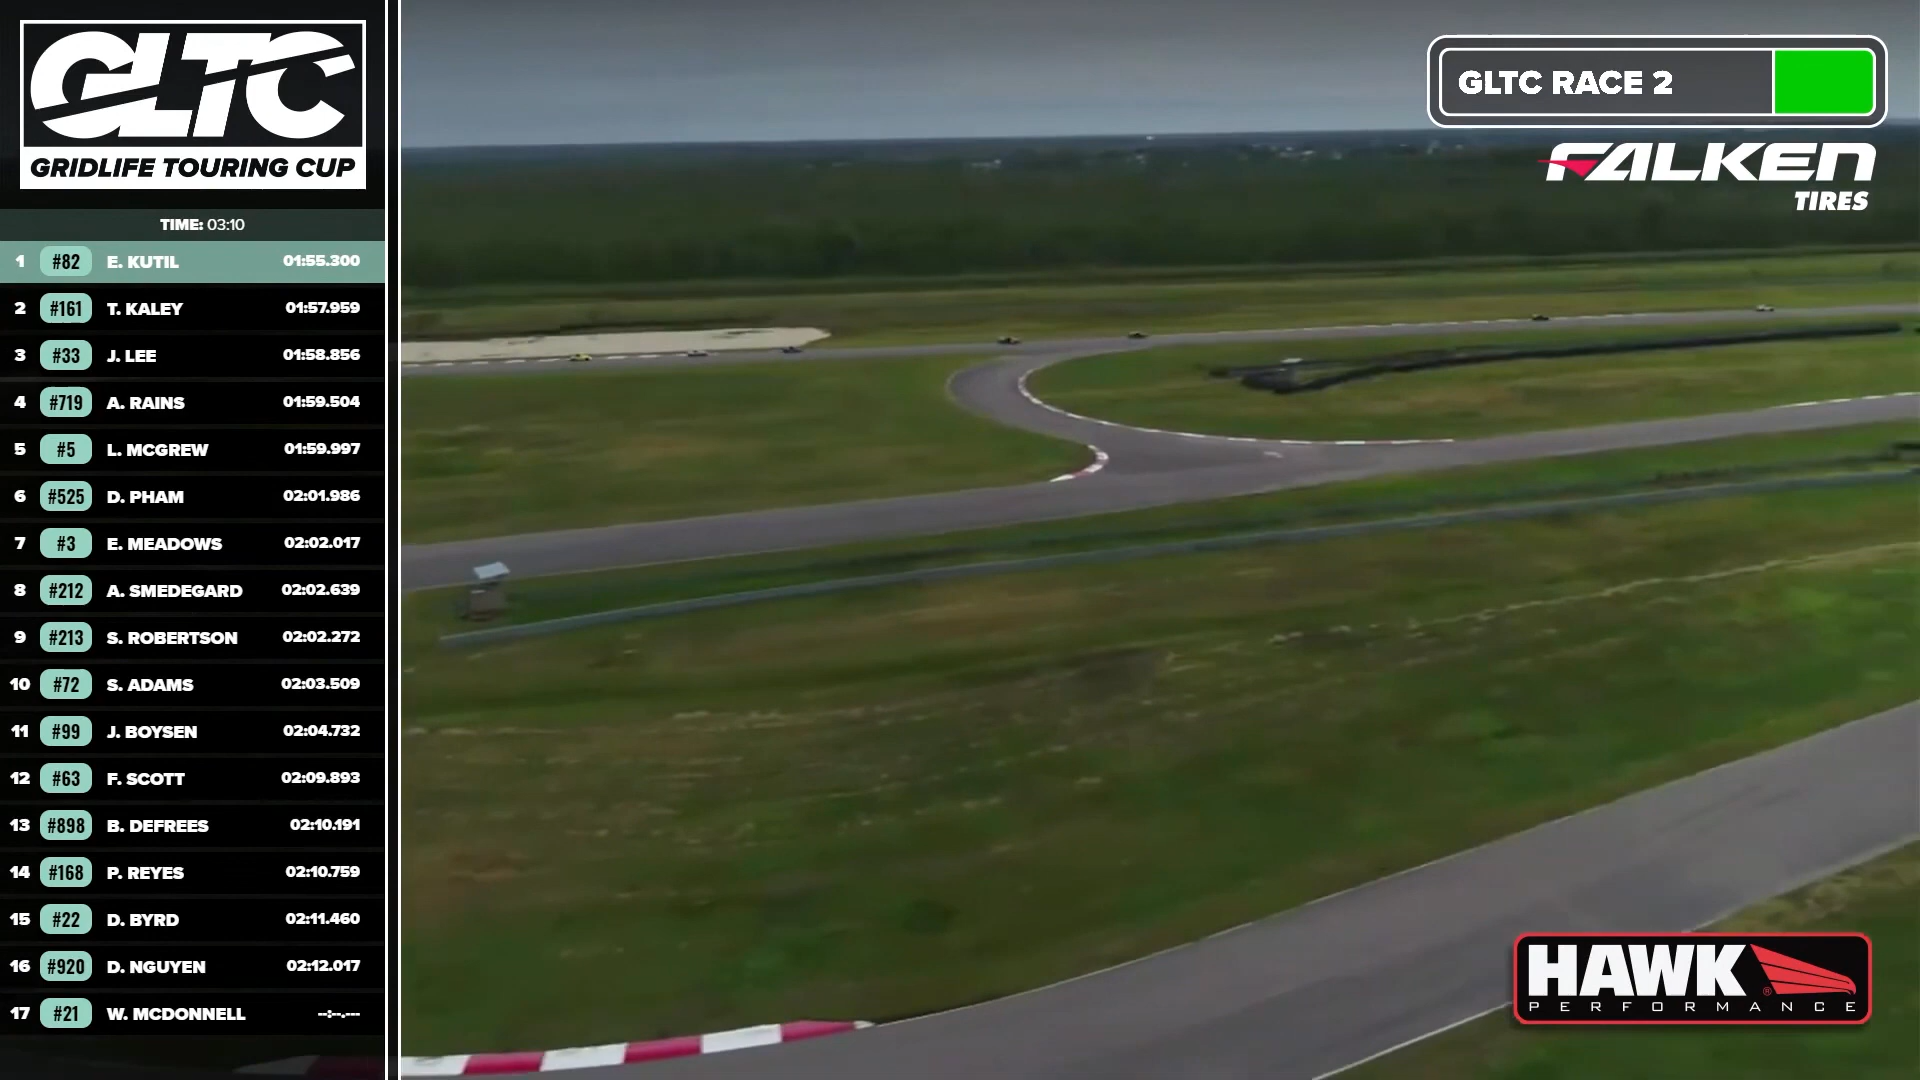 GLTC
GRIDLIFE TOURING CUP
TIME: 03:10
1 #82 E. KUTIL 01:55.300
2 #161 T. KALEY 01:57.959
3 #33 J. LEE 01:58.856
4 #719 A. RAINS 01:59.504
5 #5 L. MCGREW 01:59.997
6 #525 D. PHAM 02:01.986
7 #3 E. MEADOWS 02:02.017
8 #212 A. SMEDEGARD 02:02.639
9 #213 S. ROBERTSON 02:02.272
10 #72 S. ADAMS 02:03.509
11 #99 J. BOYSEN 02:04.732
12 #63 F. SCOTT 02:09.893
13 #898 B. DEFREES 02:10.191
14 #168 P. REYES 02:10.759
15 #22 D. BYRD 02:11.460
16 #920 D. NGUYEN 02:12.017
17 #21 W. MCDONNELL --:--.---
GLTC RACE 2
FALKEN
TIRES
HAWK®
PERFORMANCE